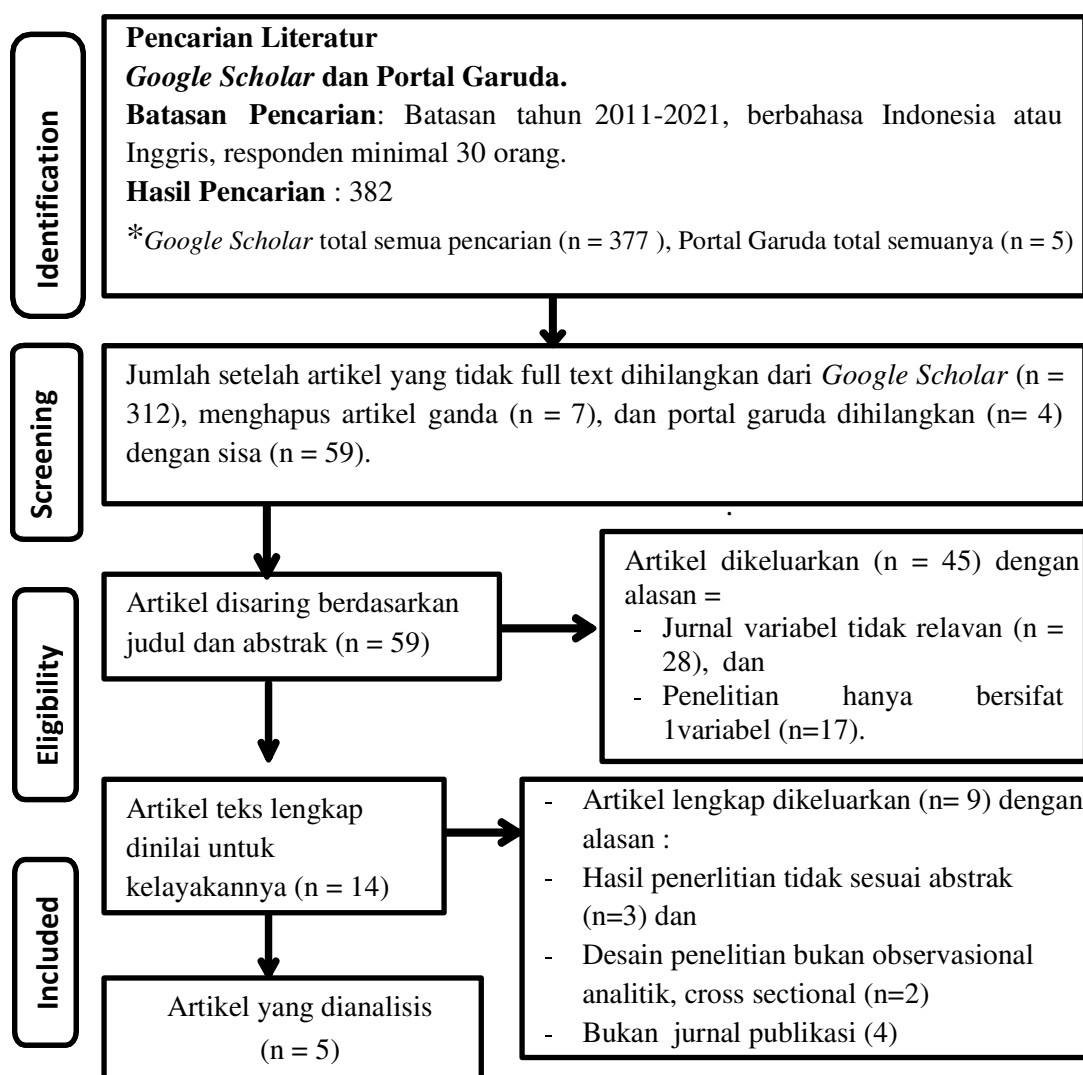 Identification
Pencarian Literatur
Google Scholar dan Portal Garuda.
Batasan Pencarian: Batasan tahun 2011-2021, berbahasa Indonesia atau
Inggris, responden minimal 30 orang.
Hasil Pencarian : 382
*Google Scholar total semua pencarian (n = 377 ), Portal Garuda total semuanya (n = 5)
Screening
Jumlah setelah artikel yang tidak full text dihilangkan dari Google Scholar (n =
312), menghapus artikel ganda (n = 7), dan portal garuda dihilangkan (n= 4)
dengan sisa (n = 59).
.
Eligibility
Artikel disaring berdasarkan
judul dan abstrak (n = 59)
Artikel dikeluarkan (n = 45) dengan
alasan =
- Jurnal variabel tidak relavan (n =
28), dan
- Penelitian hanya bersifat
1variabel (n=17).
Artikel teks lengkap
dinilai untuk
kelayakannya (n = 14)
- Artikel lengkap dikeluarkan (n= 9) dengan
alasan :
- Hasil penerlitian tidak sesuai abstrak
(n=3) dan
- Desain penelitian bukan observasional
analitik, cross sectional (n=2)
- Bukan jurnal publikasi (4)
Included
Artikel yang dianalisis
(n = 5)